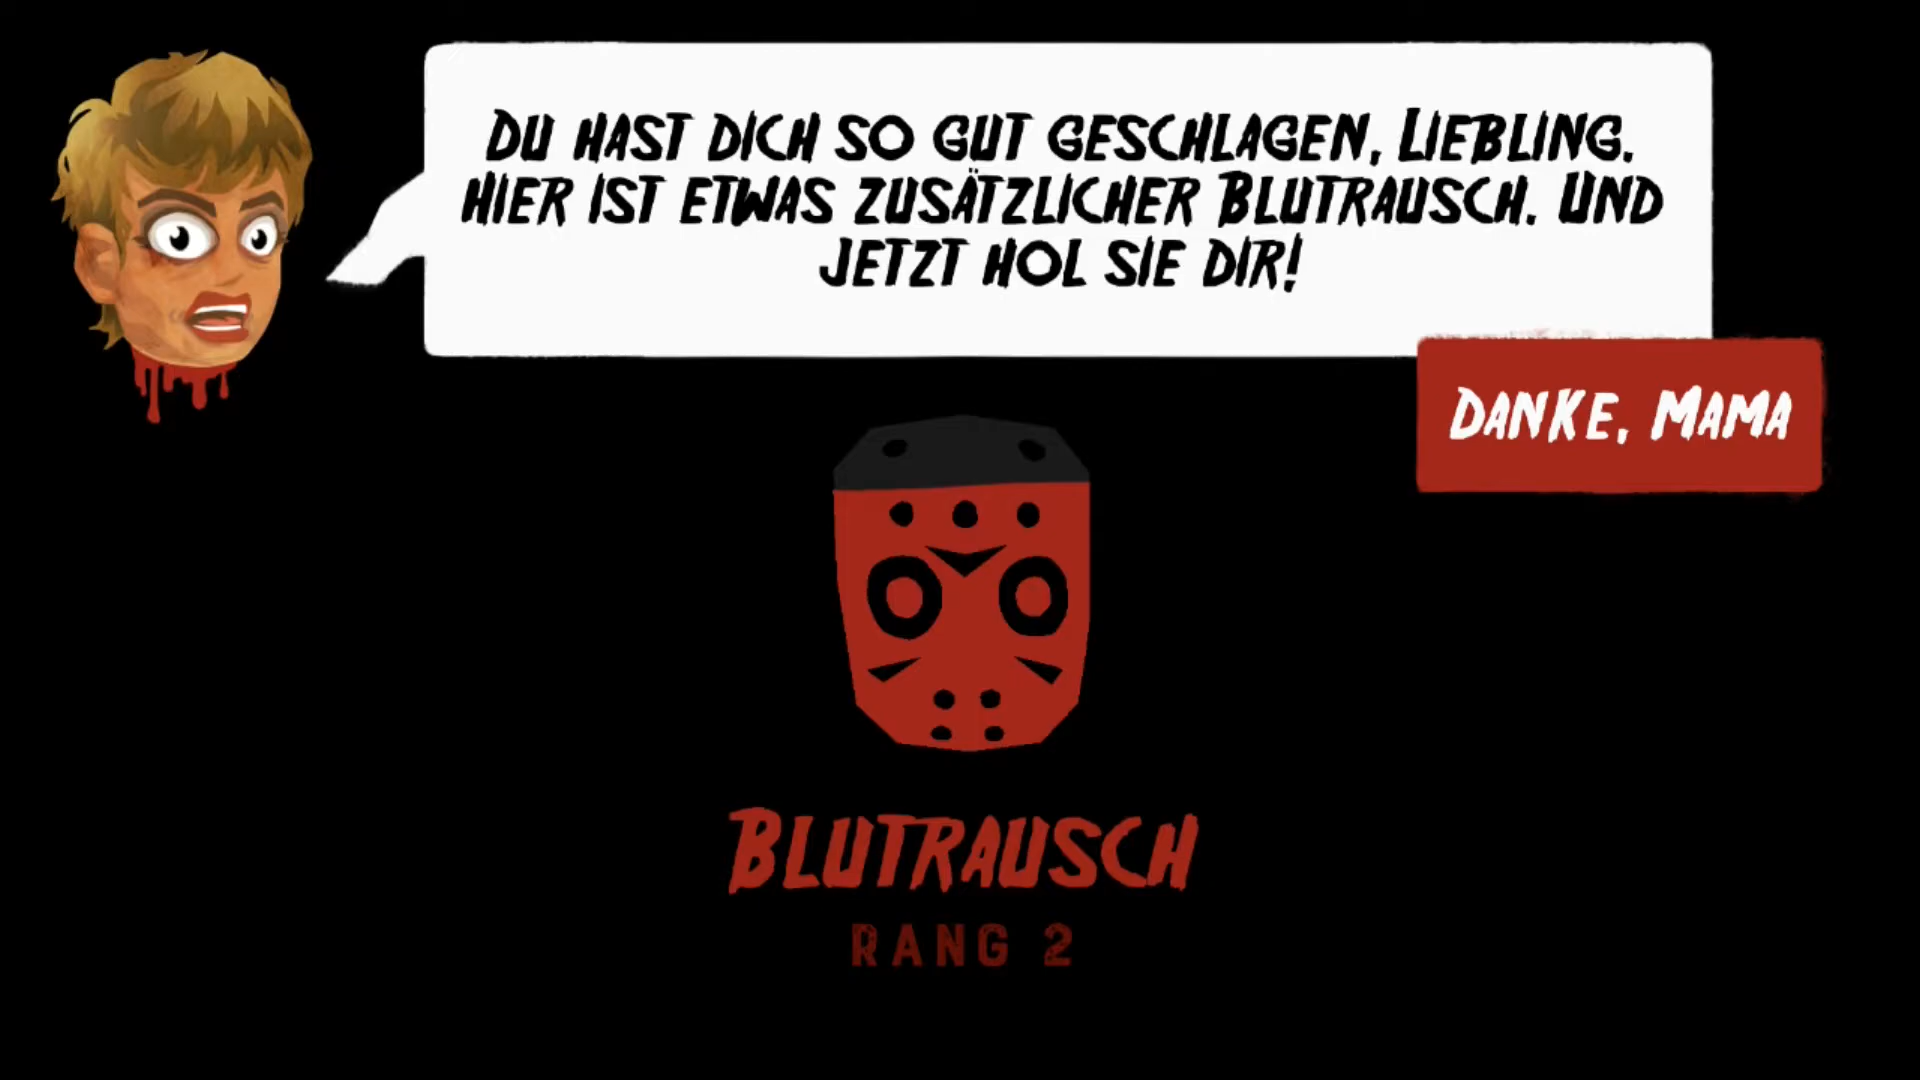 Du hast dich so gut geschlagen, Liebling.
Hier ist etwas zusätzlicher Blutrausch. Und
jetzt hol sie dir!
Danke, Mama
Blutrausch
RANG 2